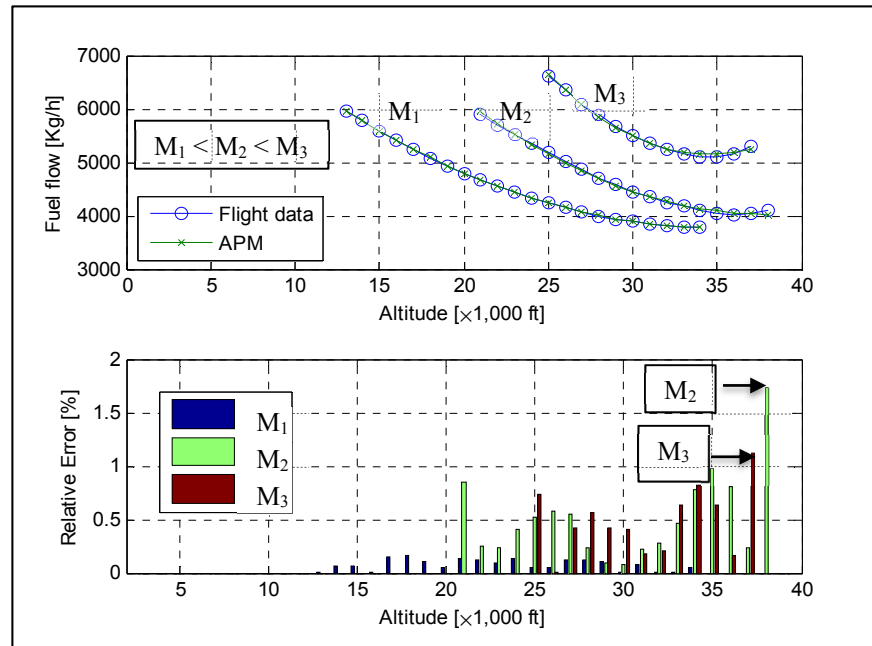 7000
6000
5000
4000
3000
Fuel flow [Kg/h]
M1
M2
M3
M1 < M2 < M3
Flight data
APM
0 5 10 15 20 25 30 35 40
Altitude [×1,000 ft]
2
1.5
1
0.5
0
Relative Error [%]
M1
M2
M3
M2
M3
5 10 15 20 25 30 35 40
Altitude [×1,000 ft]